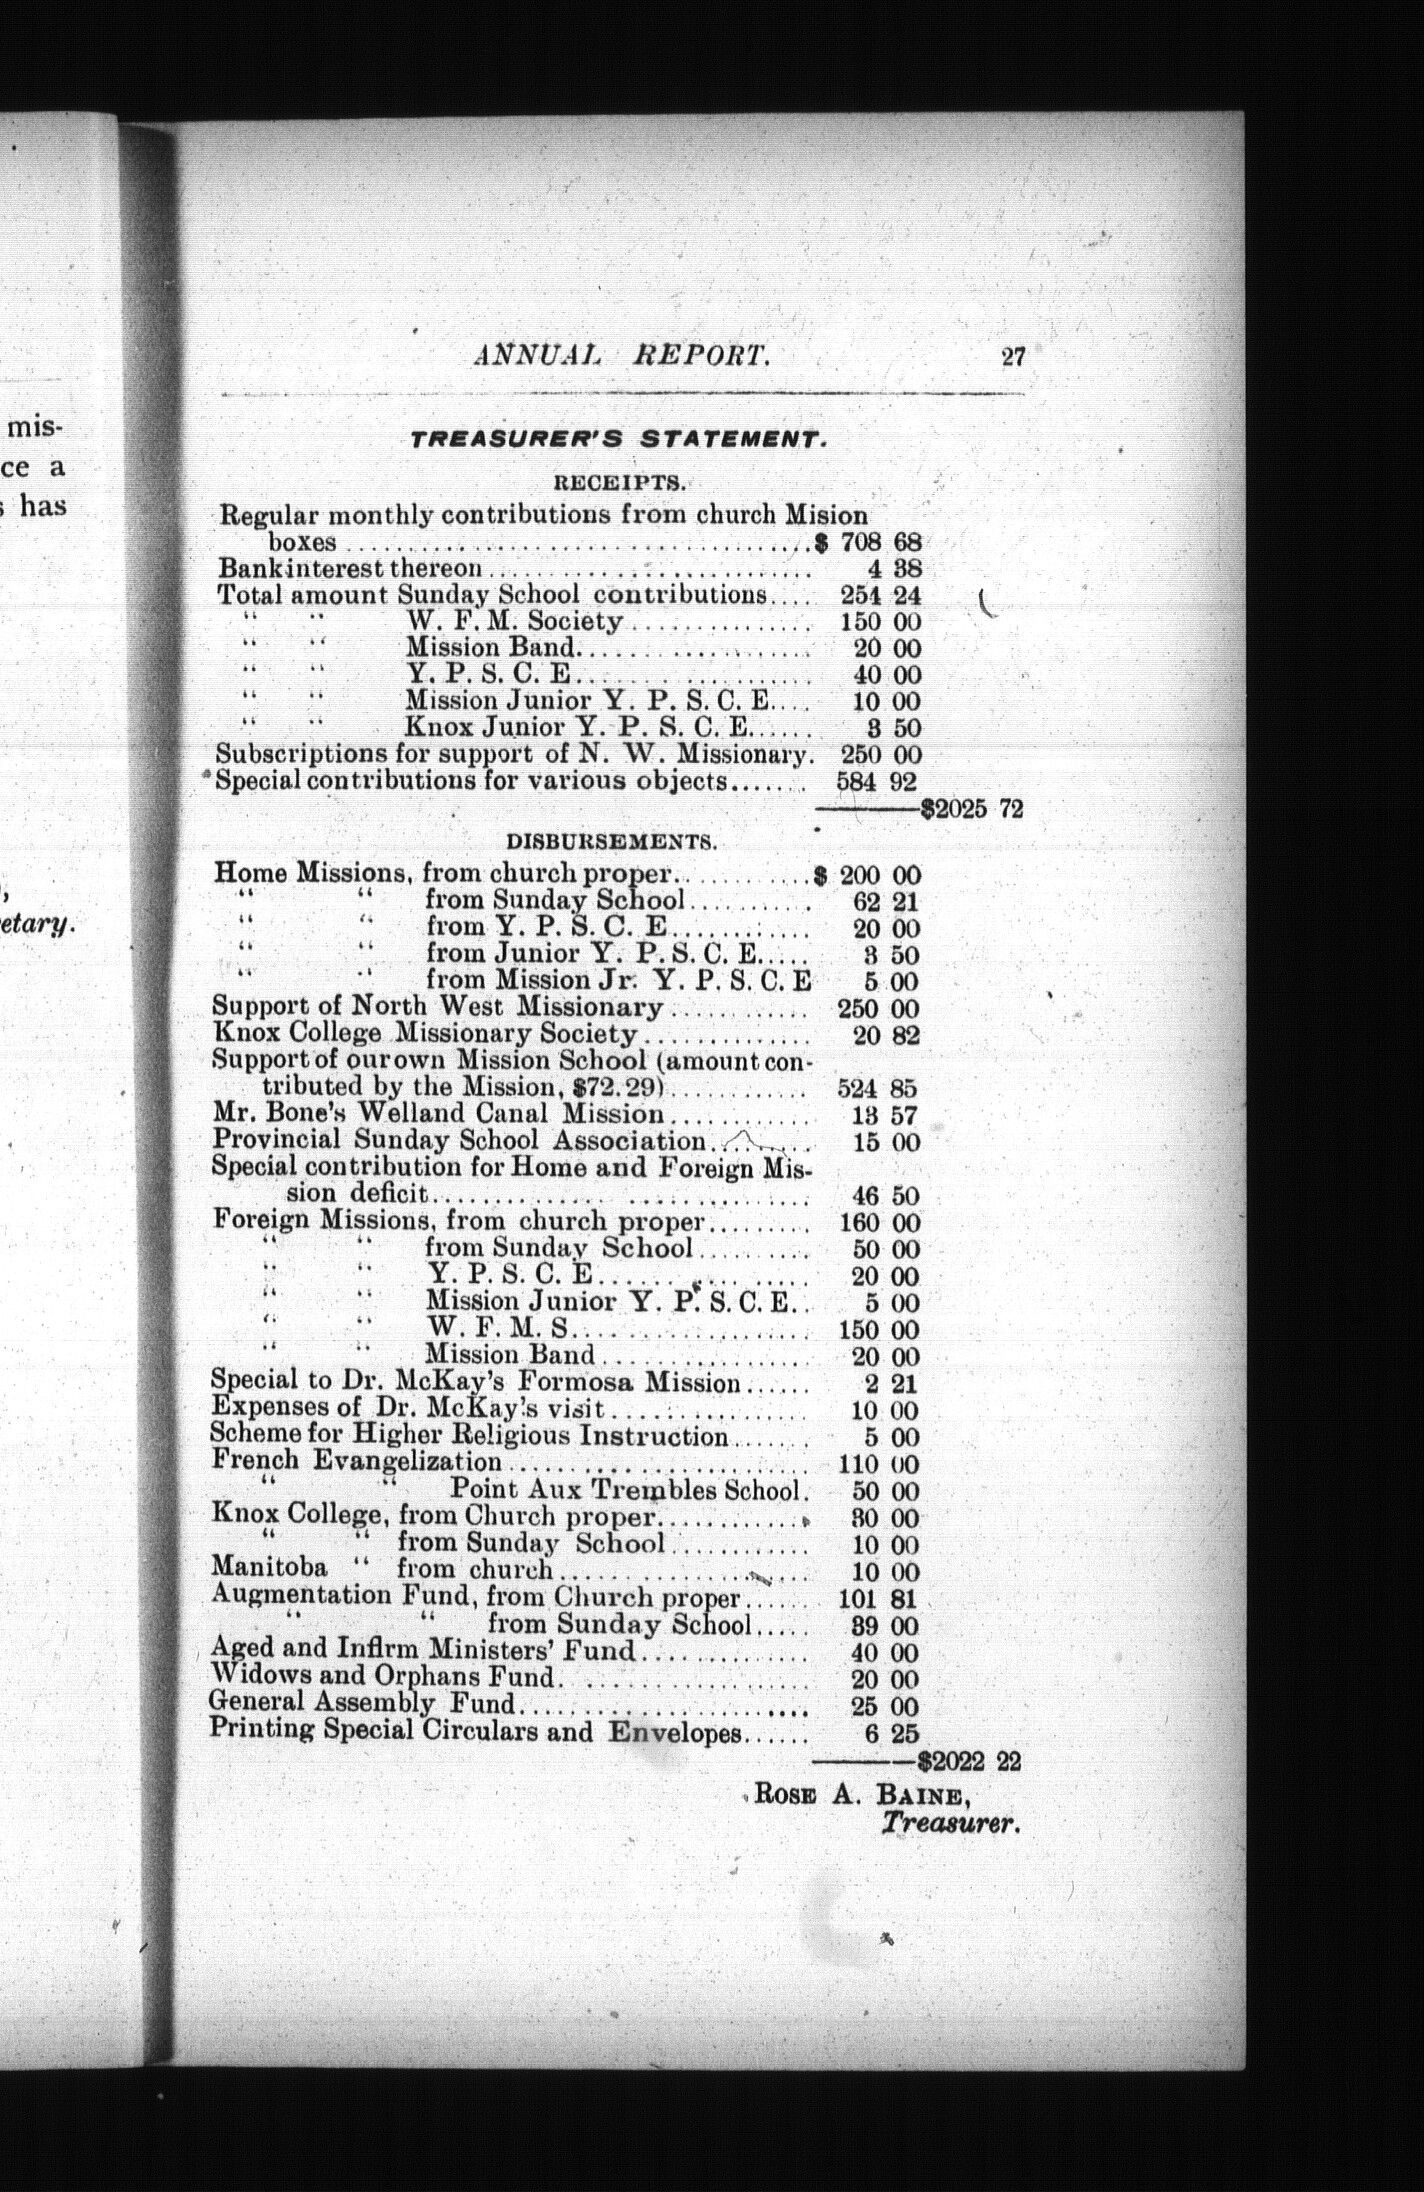 mis-
ce a
s has
etary.
ANNUAL REPORT. 27
TREASURER'S STATEMENT.
RECEIPTS.
Regular monthly contributions from church Mision
boxes ..................................... $ 708 68
Bank interest thereon .......................... 4 38
Total amount Sunday School contributions.... 254 24
" " W. F. M. Society ............... 150 00
" " Mission Band................... 20 00
" " Y. P. S. C. E................... 40 00
" " Mission Junior Y. P. S. C. E.... 10 00
" " Knox Junior Y. P. S. C. E...... 3 50
Subscriptions for support of N. W. Missionary. 250 00
Special contributions for various objects....... 584 92
$2025 72
DISBURSEMENTS.
Home Missions, from church proper........... $ 200 00
" " from Sunday School.......... 62 21
" " from Y. P. S. C. E........... 20 00
" " from Junior Y. P. S. C. E..... 3 50
" " from Mission Jr. Y. P. S. C. E 5 00
Support of North West Missionary ............ 250 00
Knox College Missionary Society .............. 20 82
Support of our own Mission School (amount con-
tributed by the Mission, $72.29)............ 524 85
Mr. Bone's Welland Canal Mission ............ 13 57
Provincial Sunday School Association......... 15 00
Special contribution for Home and Foreign Mis-
sion deficit.............................. 46 50
Foreign Missions, from church proper......... 160 00
" " from Sunday School.......... 50 00
" " Y. P. S. C. E................. 20 00
" " Mission Junior Y. P. S. C. E.. 5 00
" " W. F. M. S................... 150 00
" " Mission Band................. 20 00
Special to Dr. McKay's Formosa Mission...... 2 21
Expenses of Dr. McKay's visit................ 10 00
Scheme for Higher Religious Instruction....... 5 00
French Evangelization........................ 110 00
" " Point Aux Trembles School. 50 00
Knox College, from Church proper............ 30 00
" " from Sunday School............ 10 00
Manitoba " from church.................... 10 00
Augmentation Fund, from Church proper...... 101 81
" " from Sunday School..... 39 00
Aged and Infirm Ministers' Fund.............. 40 00
Widows and Orphans Fund.................... 20 00
General Assembly Fund....................... 25 00
Printing Special Circulars and Envelopes...... 6 25
$2022 22
ROSE A. BAINE,
Treasurer.